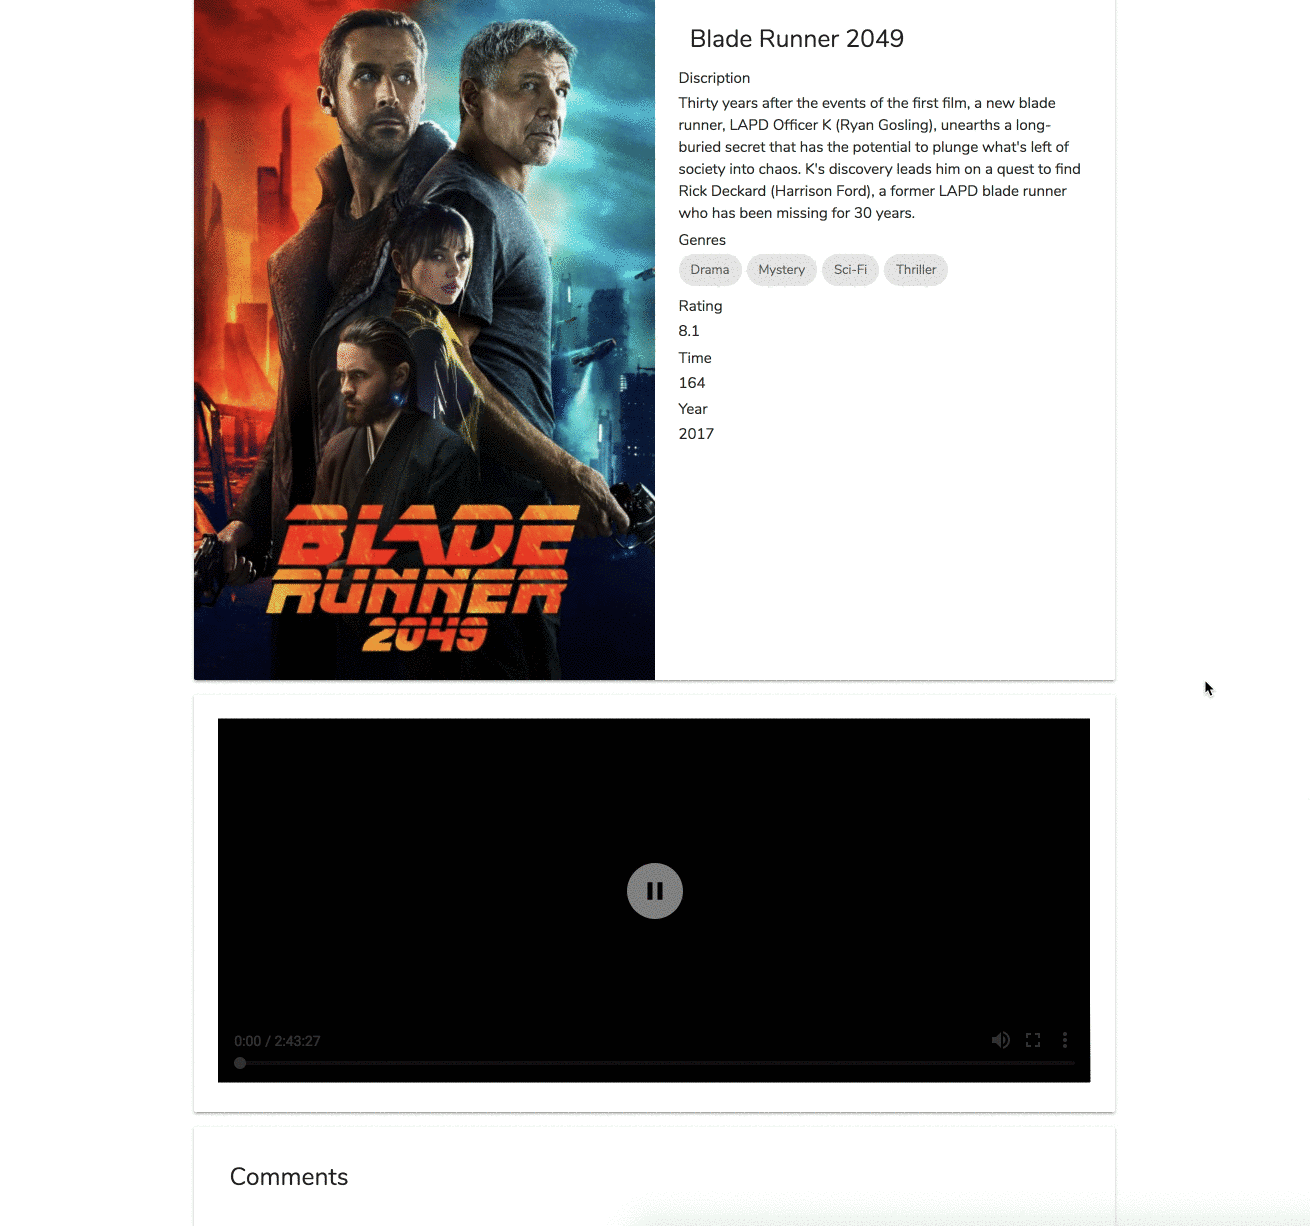 Blade Runner 2049
Discription
Thirty years after the events of the first film, a new blade
runner, LAPD Officer K (Ryan Gosling), unearths a long-
buried secret that has the potential to plunge what's left of
society into chaos. K's discovery leads him on a quest to find
Rick Deckard (Harrison Ford), a former LAPD blade runner
who has been missing for 30 years.
Genres
Drama Mystery Sci-Fi Thriller
Rating
8.1
Time
164
Year
2017
BLADE
RUNNER
2049
0:00 / 2:43:27
Comments